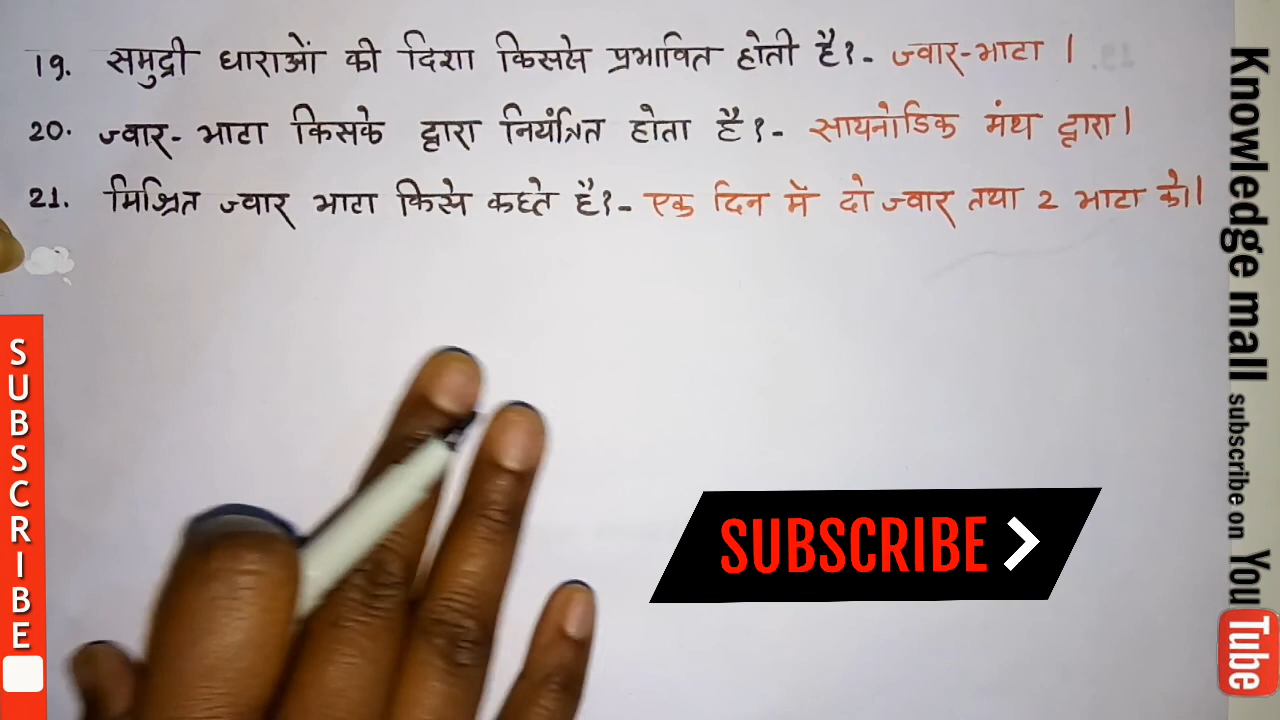 19. समुद्री धाराओं की दिशा किससे प्रभावित होती है?- ज्वार-भाटा ।
20. ज्वार- भाटा किसके द्वारा नियंत्रित होता है?- सायनोडिक मंथ द्वारा।
21. मिश्रित ज्वार भाटा किसे कहते है?- एक दिन में दो ज्वार तथा 2 भाटा को।।
SUBSCRIBE
SUBSCRIBE
Knowledge mall subscribe on YouTube